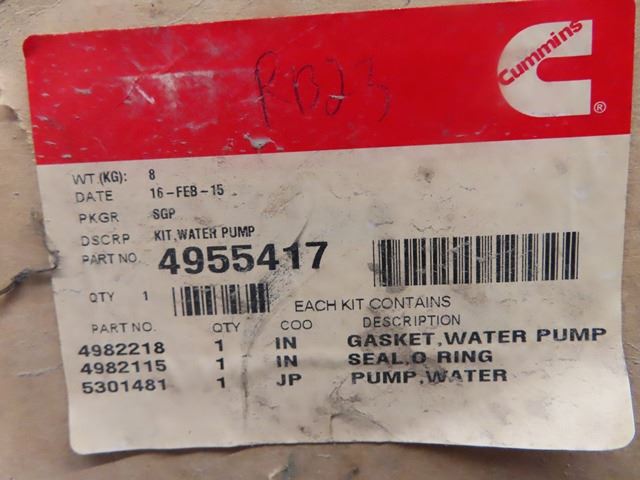 Cummins
®
RB23
WT (KG): 8
DATE 16-FEB-15
PKGR SGP
DSCRP KIT,WATER PUMP
PART NO. 4955417
QTY 1
EACH KIT CONTAINS
PART NO. QTY COO DESCRIPTION
4982218 1 IN GASKET,WATER PUMP
4982115 1 IN SEAL,O RING
5301481 1 JP PUMP,WATER